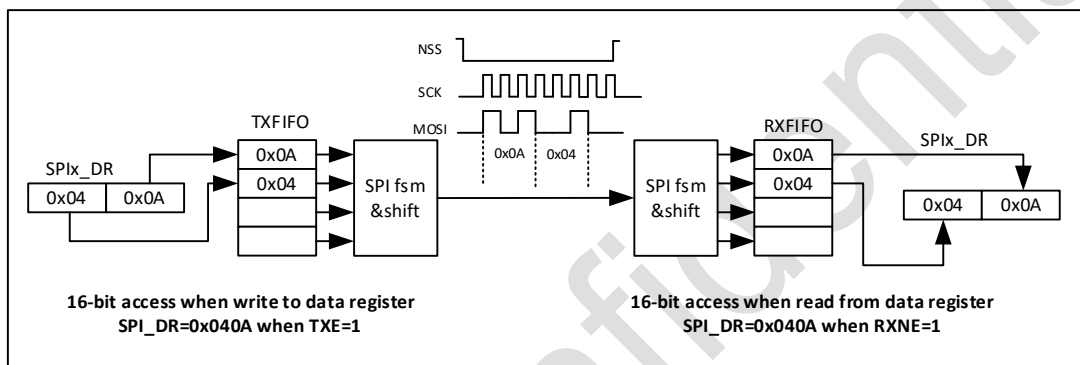 NSS
SCK
MOSI
0x0A
0x04
TXFIFO
SPIx_DR
0x04
0x0A
0x0A
0x04
SPI fsm
&shift
SPI fsm
&shift
RXFIFO
0x0A
0x04
SPIx_DR
0x04
0x0A
16-bit access when write to data register
SPI_DR=0x040A when TXE=1
16-bit access when read from data register
SPI_DR=0x040A when RXNE=1